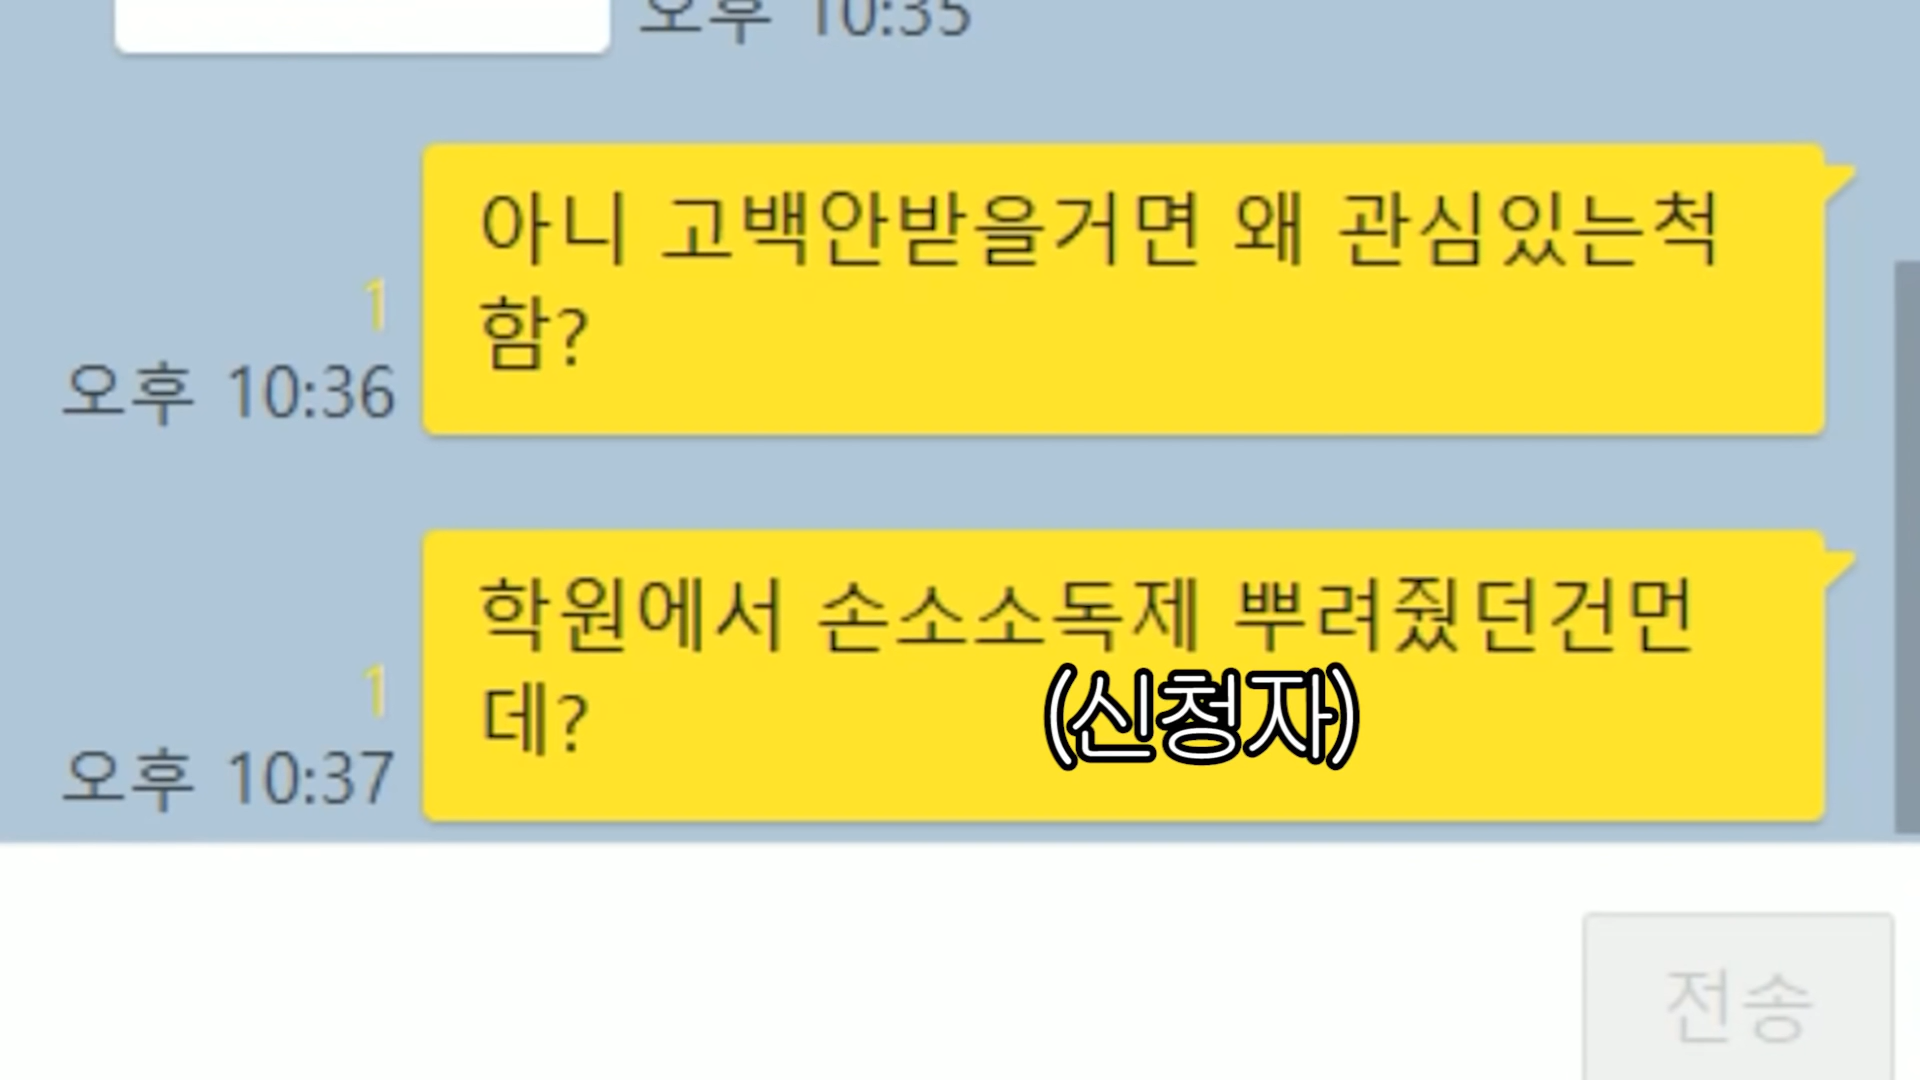 오후 10:35
아니 고백안받을거면 왜 관심있는척
함?
1
오후 10:36
학원에서 손소소독제 뿌려줬던건먼
데?
(신청자)
1
오후 10:37
전송